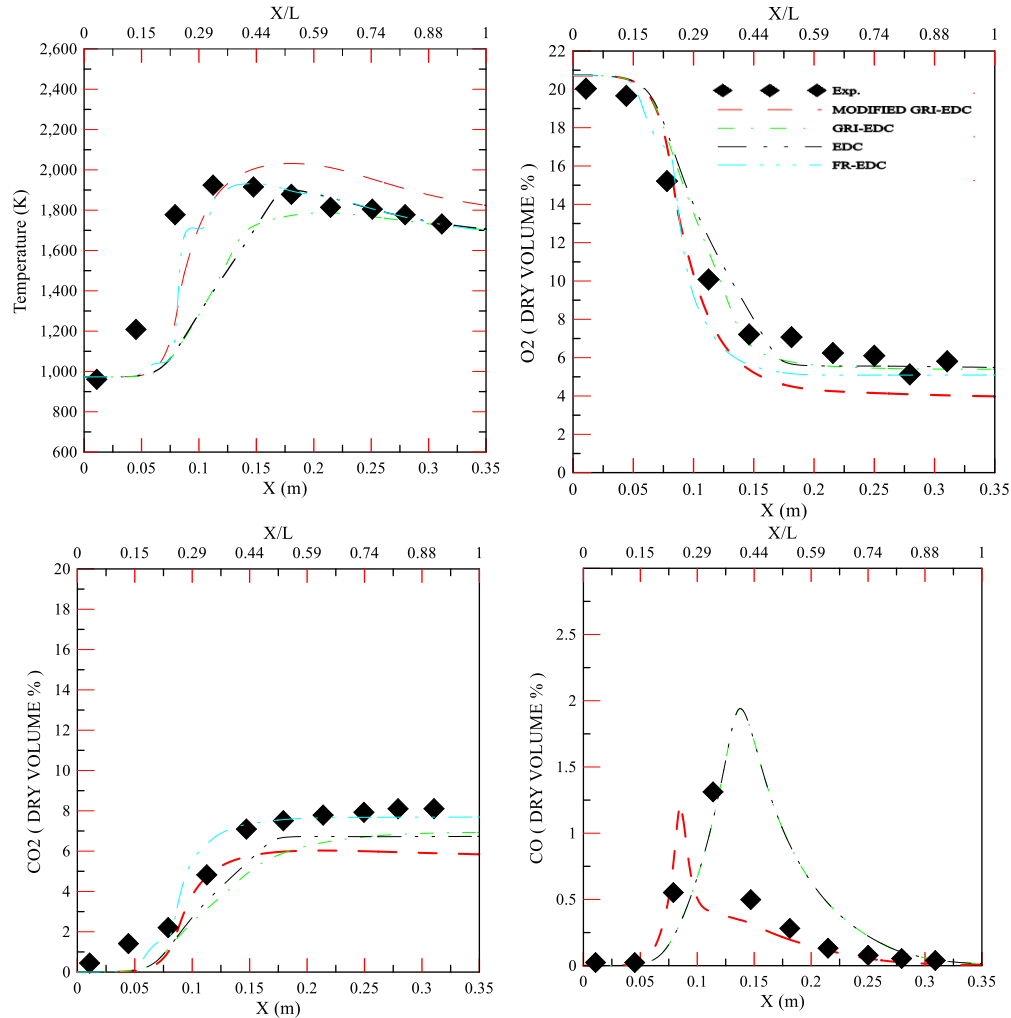 X/L
0 0.15 0.29 0.44 0.59 0.74 0.88 1
2,600
2,400
2,200
2,000
1,800
1,600
1,400
1,200
1,000
800
600
Temperature (K)
0 0.05 0.1 0.15 0.2 0.25 0.3 0.35
X (m)
X/L
0 0.15 0.29 0.44 0.59 0.74 0.88 1
22
20
18
16
14
12
10
8
6
4
2
0
O2 ( DRY VOLUME % )
Exp.
MODIFIED GRI-EDC
GRI-EDC
EDC
FR-EDC
0 0.05 0.1 0.15 0.2 0.25 0.3 0.35
X (m)
X/L
0 0.15 0.29 0.44 0.59 0.74 0.88 1
20
18
16
14
12
10
8
6
4
2
0
CO2 ( DRY VOLUME % )
0 0.05 0.1 0.15 0.2 0.25 0.3 0.35
X (m)
X/L
0 0.15 0.29 0.44 0.59 0.74 0.88 1
2.5
2
1.5
1
0.5
0
CO ( DRY VOLUME % )
0 0.05 0.1 0.15 0.2 0.25 0.3 0.35
X (m)